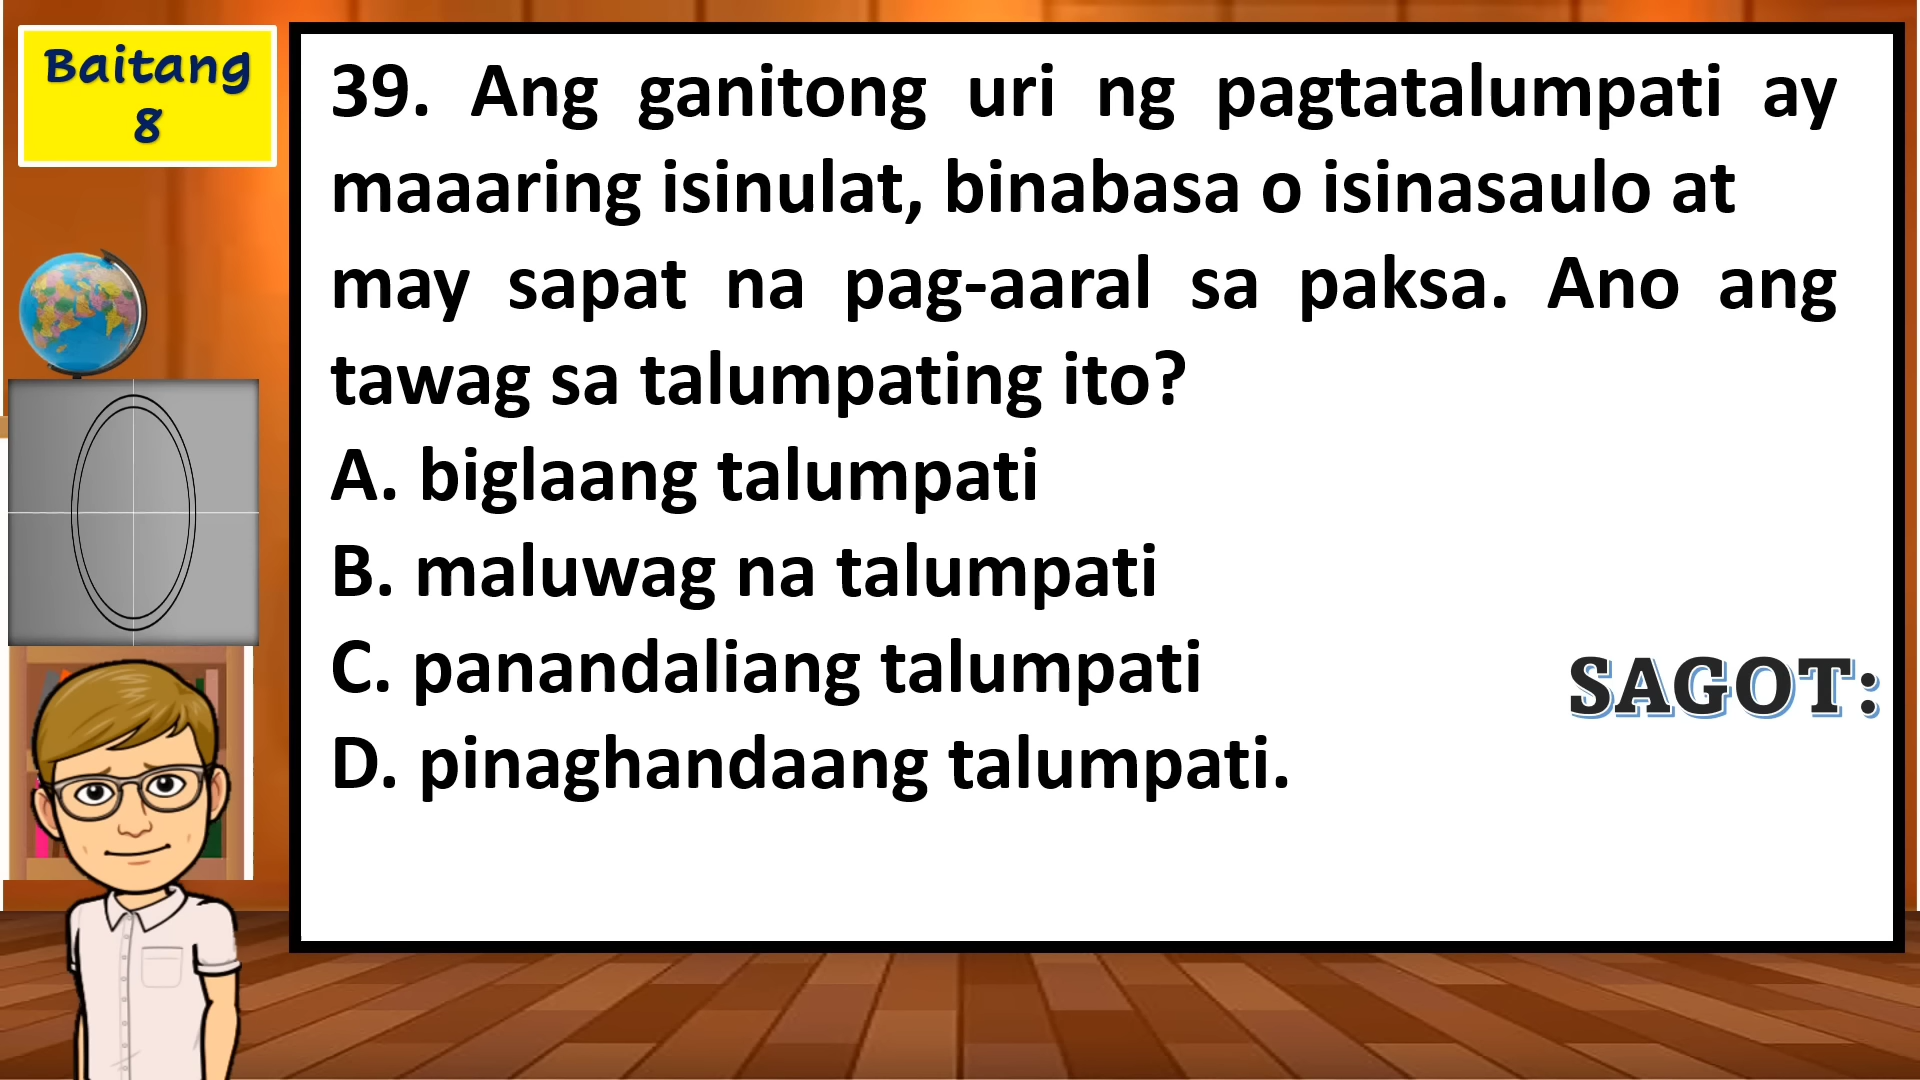 Baitang
8
39. Ang ganitong uri ng pagtatalumpati ay
maaaring isinulat, binabasa o isinasaulo at
may sapat na pag-aaral sa paksa. Ano ang
tawag sa talumpating ito?
A. biglaang talumpati
B. maluwag na talumpati
C. panandaliang talumpati
D. pinaghandaang talumpati.
SAGOT: